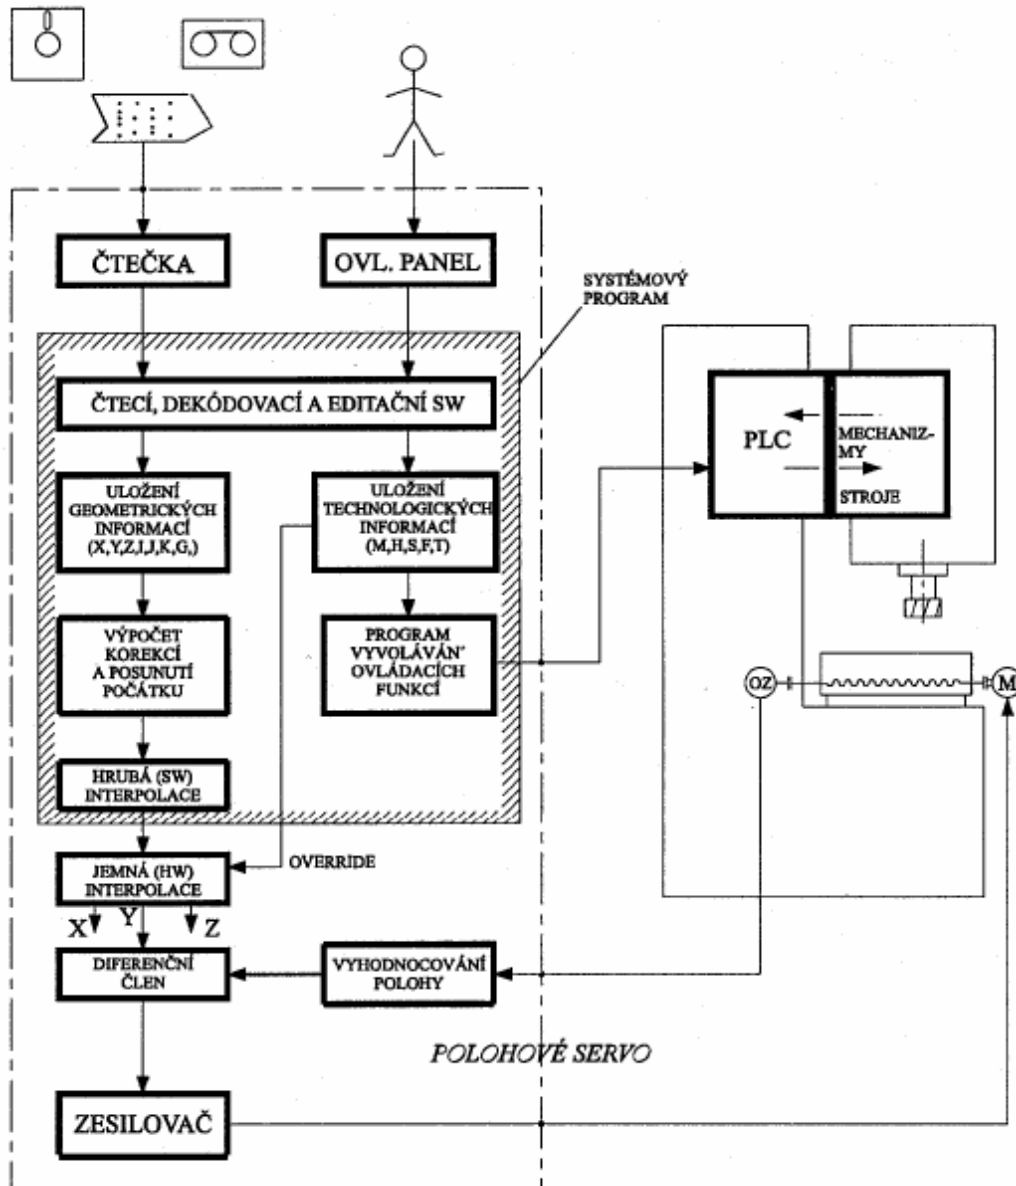 ČTEČKA
OVL. PANEL
SYSTÉMOVÝ
PROGRAM
ČTECÍ, DEKÓDOVACÍ A EDITAČNÍ SW
PLC
MECHANIZ-
MY
STROJE
ULOŽENÍ
GEOMETRICKÝCH
INFORMACÍ
(X,Y,Z,I,J,K,G,)
ULOŽENÍ
TECHNOLOGICKÝCH
INFORMACÍ
(M,H,S,F,T)
VÝPOČET
KOREKCÍ
A POSUNUTÍ
POČÁTKU
PROGRAM
VYVOLÁVÁN´
OVLÁDACÍCH
FUNKCÍ
OZ
M
HRUBÁ (SW)
INTERPOLACE
JEMNÁ (HW)
INTERPOLACE
OVERRIDE
X
Y
Z
DIFERENČNÍ
ČLEN
VYHODNOCOVÁNÍ
POLOHY
POLOHOVÉ SERVO
ZESILOVAČ